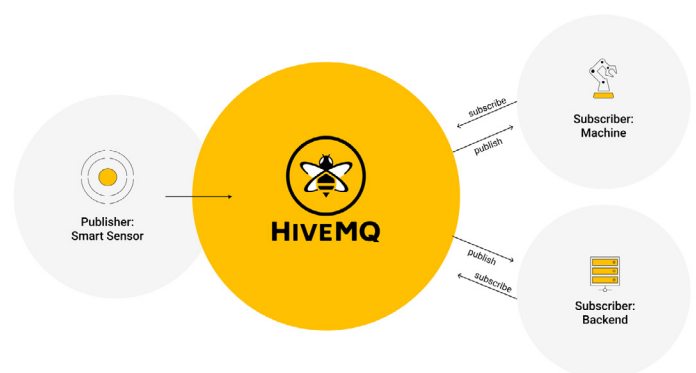 Publisher:
Smart Sensor
HIVEMQ
subscribe
publish
Subscriber:
Machine
publish
subscribe
Subscriber:
Backend